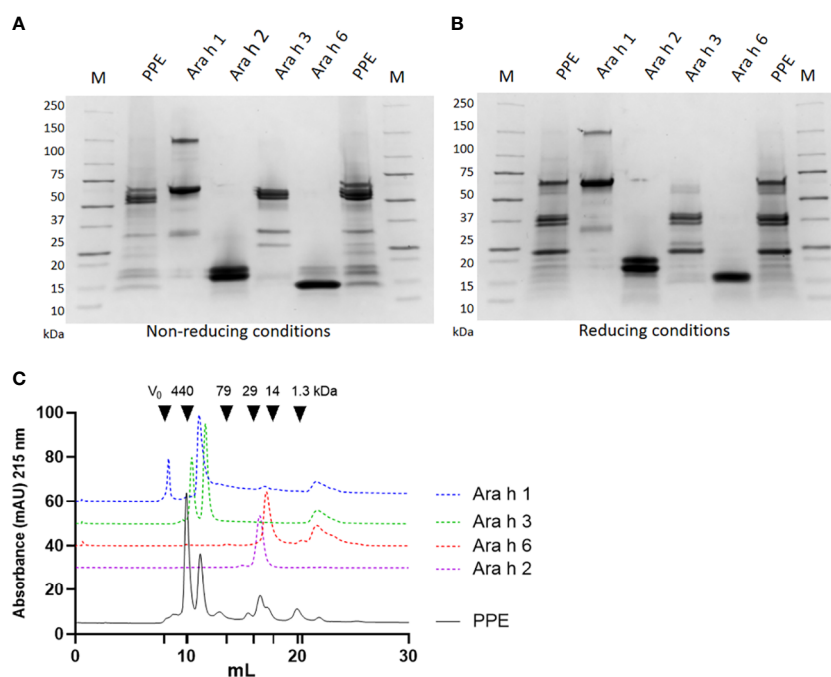 A
M PPE Ara h 1 Ara h 2 Ara h 3 Ara h 6 PPE M
250
150
100
75
50
37
25
20
15
10
kDa
Non-reducing conditions
B
M PPE Ara h 1 Ara h 2 Ara h 3 Ara h 6 PPE M
250
150
100
75
50
37
25
20
15
10
kDa
Reducing conditions
C
V0 440 79 29 14 1.3 kDa
Absorbance (mAU) 215 nm
100
80
60
40
20
0
0 10 20 30
mL
Ara h 1
Ara h 3
Ara h 6
Ara h 2
PPE